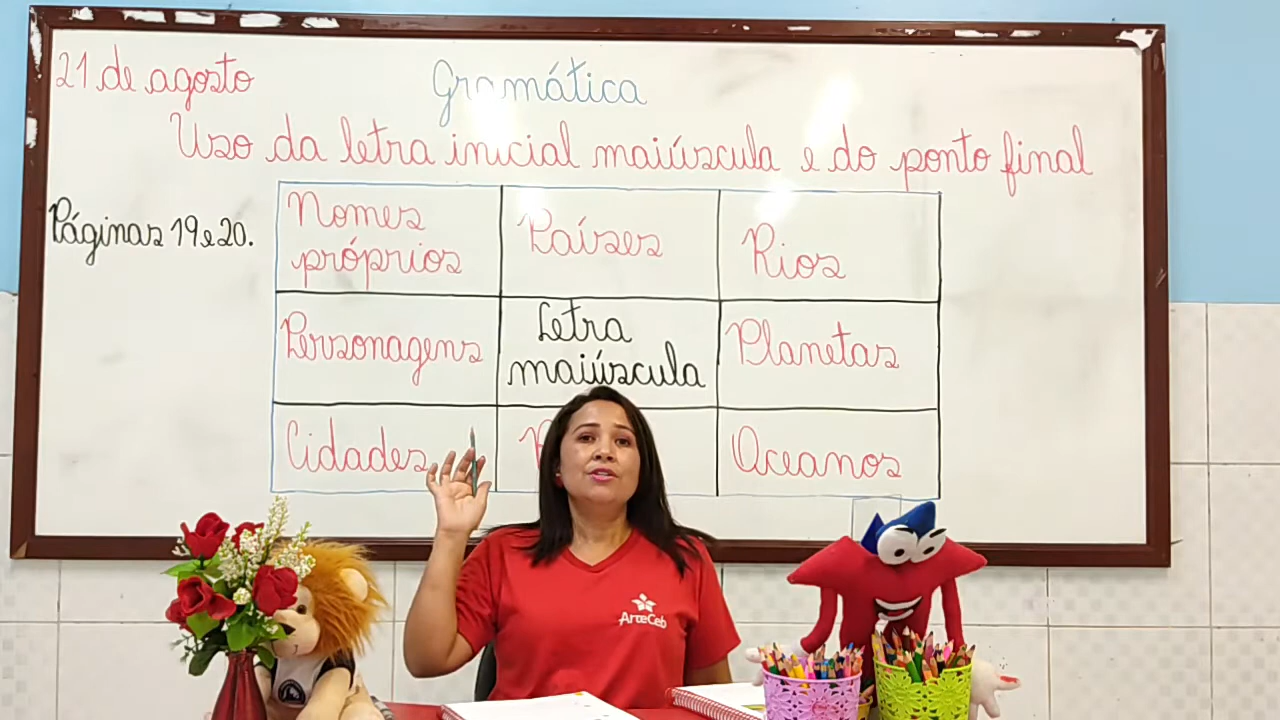 21 de agosto
Gramática
Uso da letra inicial maiúscula e do ponto final
Páginas 19 e 20.
Nomes próprios
Países
Rios
Personagens
Letra maiúscula
Planetas
Cidades
Oceanos
ArteCeb